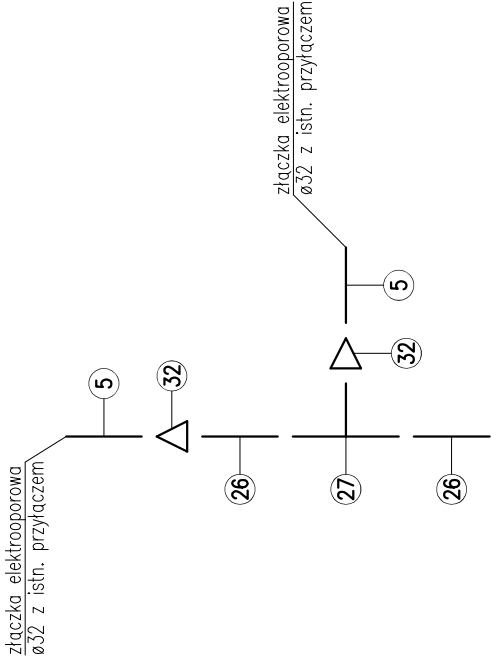 złączka elektrooporowa
ø32 z istn. przyłączem
5
32
5
32
26
27
26
złączka elektrooporowa
ø32 z istn. przyłączem